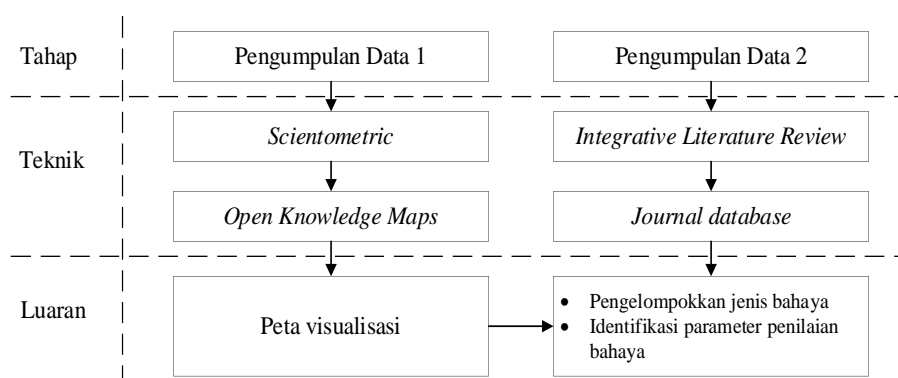 Tahap
Pengumpulan Data 1
Pengumpulan Data 2
Teknik
Scientometric
Integrative Literature Review
Open Knowledge Maps
Journal database
Luaran
Peta visualisasi
• Pengelompokkan jenis bahaya
• Identifikasi parameter penilaian
bahaya